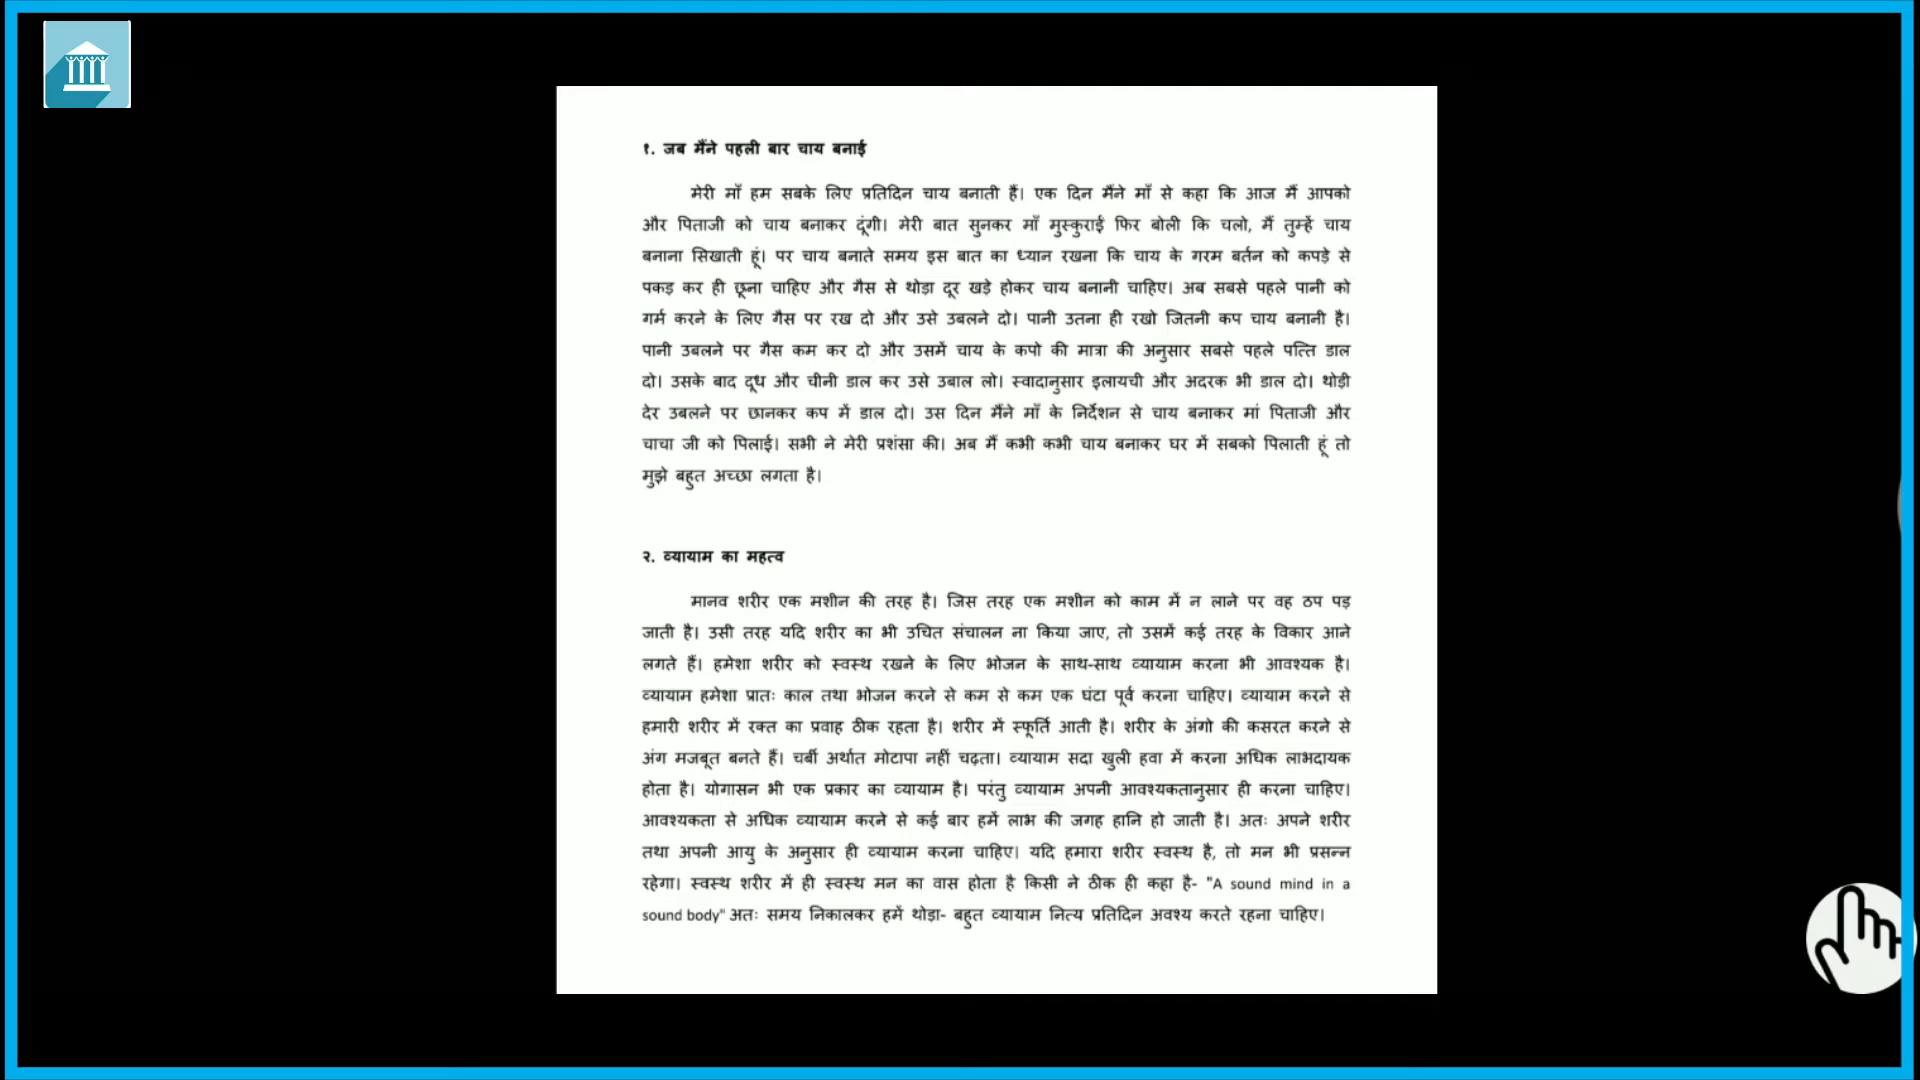 १. जब मैंने पहली बार चाय बनाई
मेरी माँ हम सबके लिए प्रतिदिन चाय बनाती हैं। एक दिन मैंने माँ से कहा कि आज मैं आपको
और पिताजी को चाय बनाकर दूंगी। मेरी बात सुनकर माँ मुस्कुराई फिर बोली कि चलो, मैं तुम्हें चाय
बनाना सिखाती हूं। पर चाय बनाते समय इस बात का ध्यान रखना कि चाय के गरम बर्तन को कपड़े से
पकड़ कर ही छूना चाहिए और गैस से थोड़ा दूर खड़े होकर चाय बनानी चाहिए। अब सबसे पहले पानी को
गर्म करने के लिए गैस पर रख दो और उसे उबलने दो। पानी उतना ही रखो जितनी कप चाय बनानी है।
पानी उबलने पर गैस कम कर दो और उसमें चाय के कपो की मात्रा की अनुसार सबसे पहले पत्ति डाल
दो। उसके बाद दूध और चीनी डाल कर उसे उबाल लो। स्वादानुसार इलायची और अदरक भी डाल दो। थोड़ी
देर उबलने पर छानकर कप में डाल दो। उस दिन मैंने माँ के निर्देशन से चाय बनाकर मां पिताजी और
चाचा जी को पिलाई। सभी ने मेरी प्रशंसा की। अब मैं कभी कभी चाय बनाकर घर में सबको पिलाती हूं तो
मुझे बहुत अच्छा लगता है।
२. व्यायाम का महत्व
मानव शरीर एक मशीन की तरह है। जिस तरह एक मशीन को काम में न लाने पर वह ठप पड़
जाती है। उसी तरह यदि शरीर का भी उचित संचालन ना किया जाए, तो उसमें कई तरह के विकार आने
लगते हैं। हमेशा शरीर को स्वस्थ रखने के लिए भोजन के साथ-साथ व्यायाम करना भी आवश्यक है।
व्यायाम हमेशा प्रातः काल तथा भोजन करने से कम से कम एक घंटा पूर्व करना चाहिए। व्यायाम करने से
हमारी शरीर में रक्त का प्रवाह ठीक रहता है। शरीर में स्फूर्ति आती है। शरीर के अंगो की कसरत करने से
अंग मजबूत बनते हैं। चर्बी अर्थात मोटापा नहीं चढ़ता। व्यायाम सदा खुली हवा में करना अधिक लाभदायक
होता है। योगासन भी एक प्रकार का व्यायाम है। परंतु व्यायाम अपनी आवश्यकतानुसार ही करना चाहिए।
आवश्यकता से अधिक व्यायाम करने से कई बार हमें लाभ की जगह हानि हो जाती है। अतः अपने शरीर
तथा अपनी आयु के अनुसार ही व्यायाम करना चाहिए। यदि हमारा शरीर स्वस्थ है, तो मन भी प्रसन्न
रहेगा। स्वस्थ शरीर में ही स्वस्थ मन का वास होता है किसी ने ठीक ही कहा है- "A sound mind in a
sound body" अतः समय निकालकर हमें थोड़ा- बहुत व्यायाम नित्य प्रतिदिन अवश्य करते रहना चाहिए।